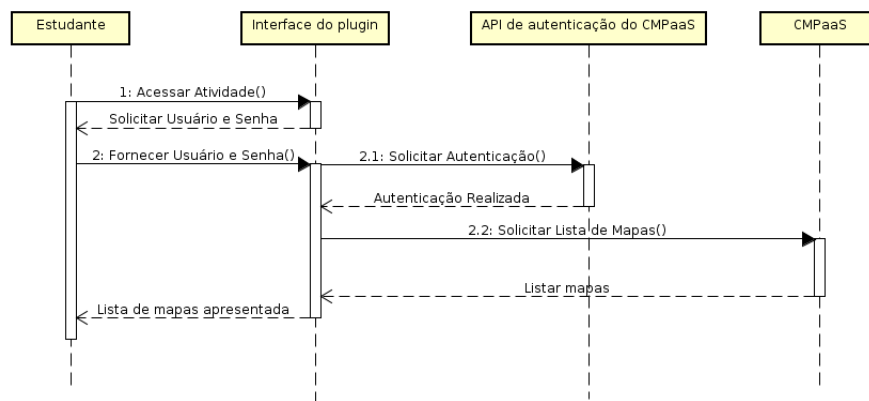 Estudante
Interface do plugin
API de autenticação do CMPaaS
CMPaaS
1: Acessar Atividade()
Solicitar Usuário e Senha
2: Fornecer Usuário e Senha()
2.1: Solicitar Autenticação()
Autenticação Realizada
2.2: Solicitar Lista de Mapas()
Listar mapas
Lista de mapas apresentada